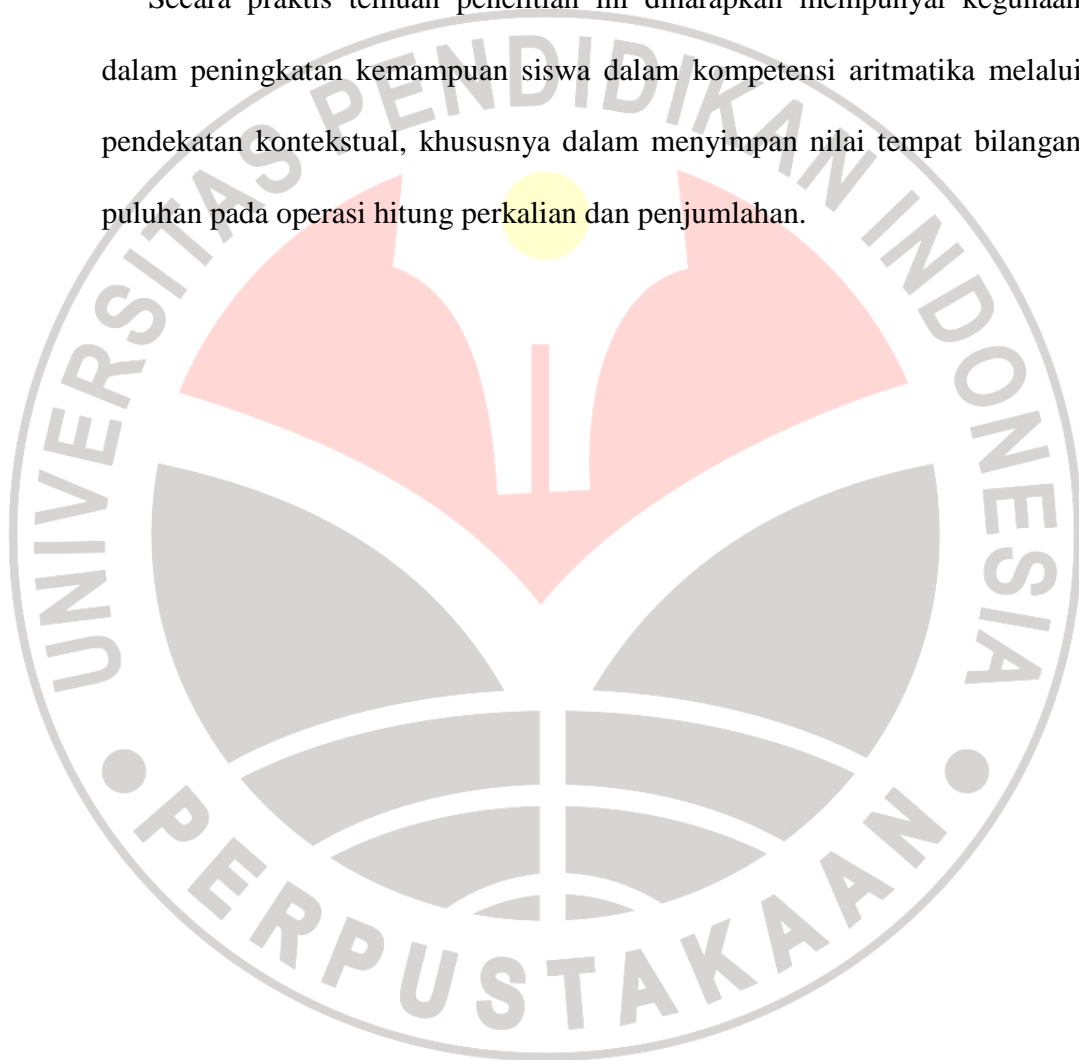 Secara praktis temuan penelitian ini diharapkan mempunyai kegunaan
dalam peningkatan kemampuan siswa dalam kompetensi aritmatika melalui
pendekatan kontekstual, khususnya dalam menyimpan nilai tempat bilangan
puluhan pada operasi hitung perkalian dan penjumlahan.
UNIVERSITAS PENDIDIKAN INDONESIA
PERPUSTAKAAN